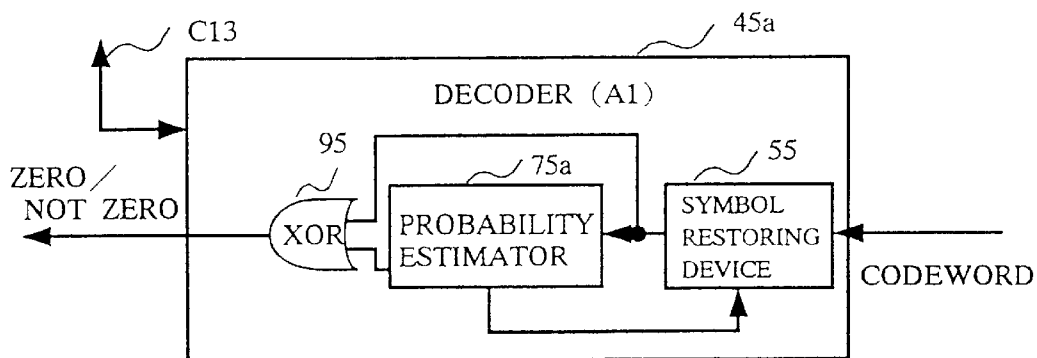 C13
45a
DECODER (A1)
95
75a
55
ZERO/
NOT ZERO
XOR
PROBABILITY
ESTIMATOR
SYMBOL
RESTORING
DEVICE
CODEWORD